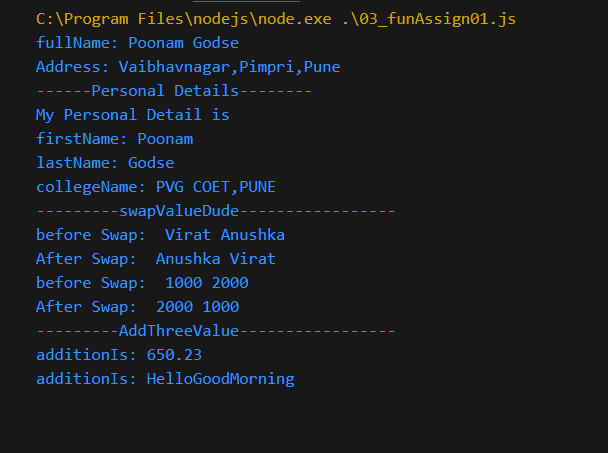 C:\Program Files\nodejs\node.exe .\03_funAssign01.js
fullName: Poonam Godse
Address: Vaibhavnagar,Pimpri,Pune
------Personal Details--------
My Personal Detail is
firstName: Poonam
lastName: Godse
collegeName: PVG COET,PUNE
---------swapValueDude-----------------
before Swap:  Virat Anushka
After Swap:  Anushka Virat
before Swap:  1000 2000
After Swap:  2000 1000
---------AddThreeValue-----------------
additionIs: 650.23
additionIs: HelloGoodMorning